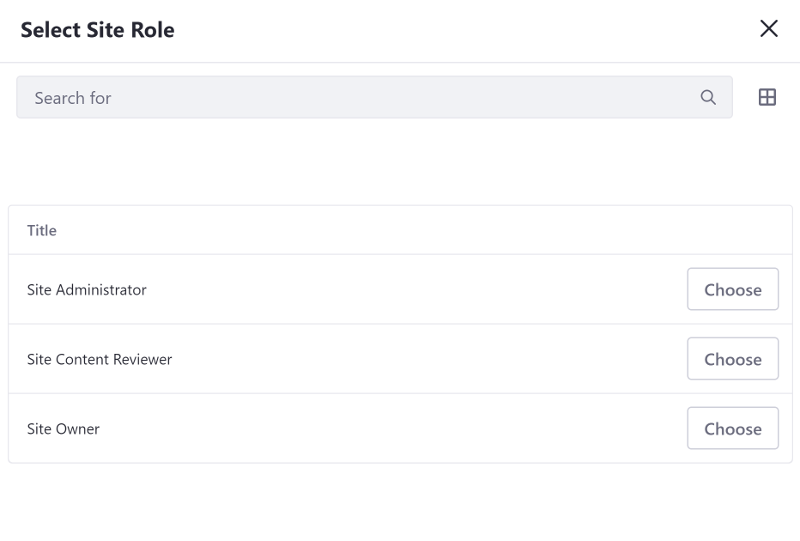 Select Site Role
Search for
Title
Site Administrator Choose
Site Content Reviewer Choose
Site Owner Choose